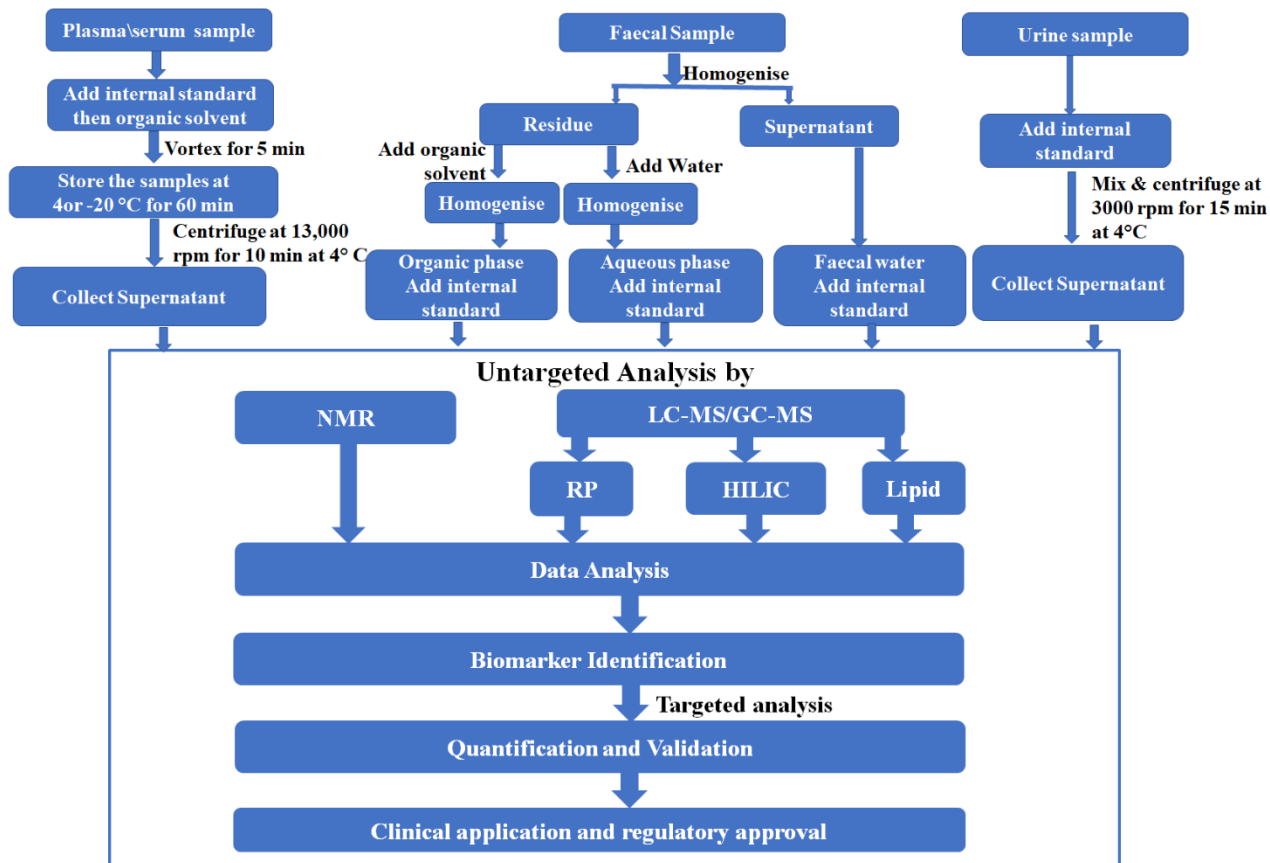 Plasma\serum sample
Add internal standard
then organic solvent
Vortex for 5 min
Store the samples at
4or -20 °C for 60 min
Centrifuge at 13,000
rpm for 10 min at 4° C
Collect Supernatant
Faecal Sample
Homogenise
Residue
Supernatant
Add organic
solvent
Add Water
Homogenise
Homogenise
Organic phase
Add internal
standard
Aqueous phase
Add internal
standard
Faecal water
Add internal
standard
Urine sample
Add internal
standard
Mix & centrifuge at
3000 rpm for 15 min
at 4°C
Collect Supernatant
Untargeted Analysis by
NMR
LC-MS/GC-MS
RP
HILIC
Lipid
Data Analysis
Biomarker Identification
Targeted analysis
Quantification and Validation
Clinical application and regulatory approval